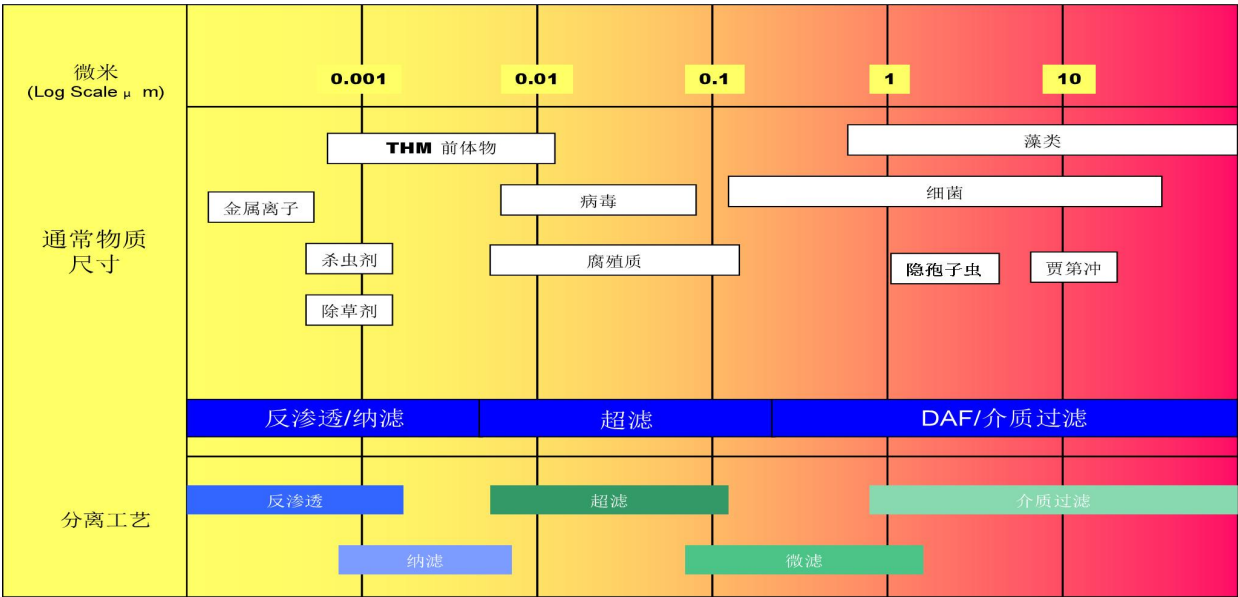 微米
(Log Scale μ m)
0.001
0.01
0.1
1
10
通常物质
尺寸
THM 前体物
藻类
金属离子
病毒
细菌
杀虫剂
腐殖质
隐孢子虫
贾第冲
除草剂
反渗透/纳滤
超滤
DAF/介质过滤
分离工艺
反渗透
超滤
介质过滤
纳滤
微滤